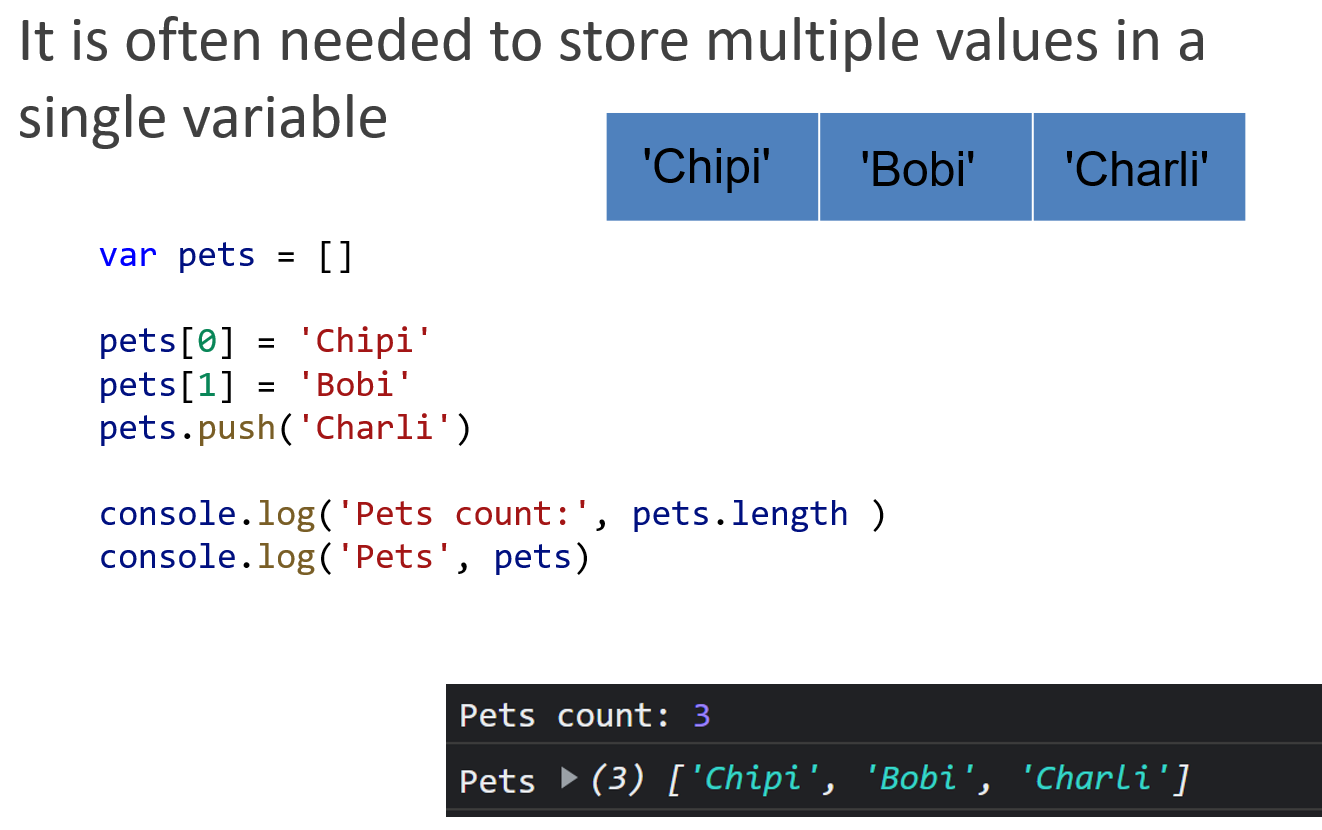 It is often needed to store multiple values in a
single variable
'Chipi' 'Bobi' 'Charli'
var pets = []
pets[0] = 'Chipi'
pets[1] = 'Bobi'
pets.push('Charli')
console.log('Pets count:', pets.length )
console.log('Pets', pets)
Pets count: 3
Pets ▶ (3) ['Chipi', 'Bobi', 'Charli']